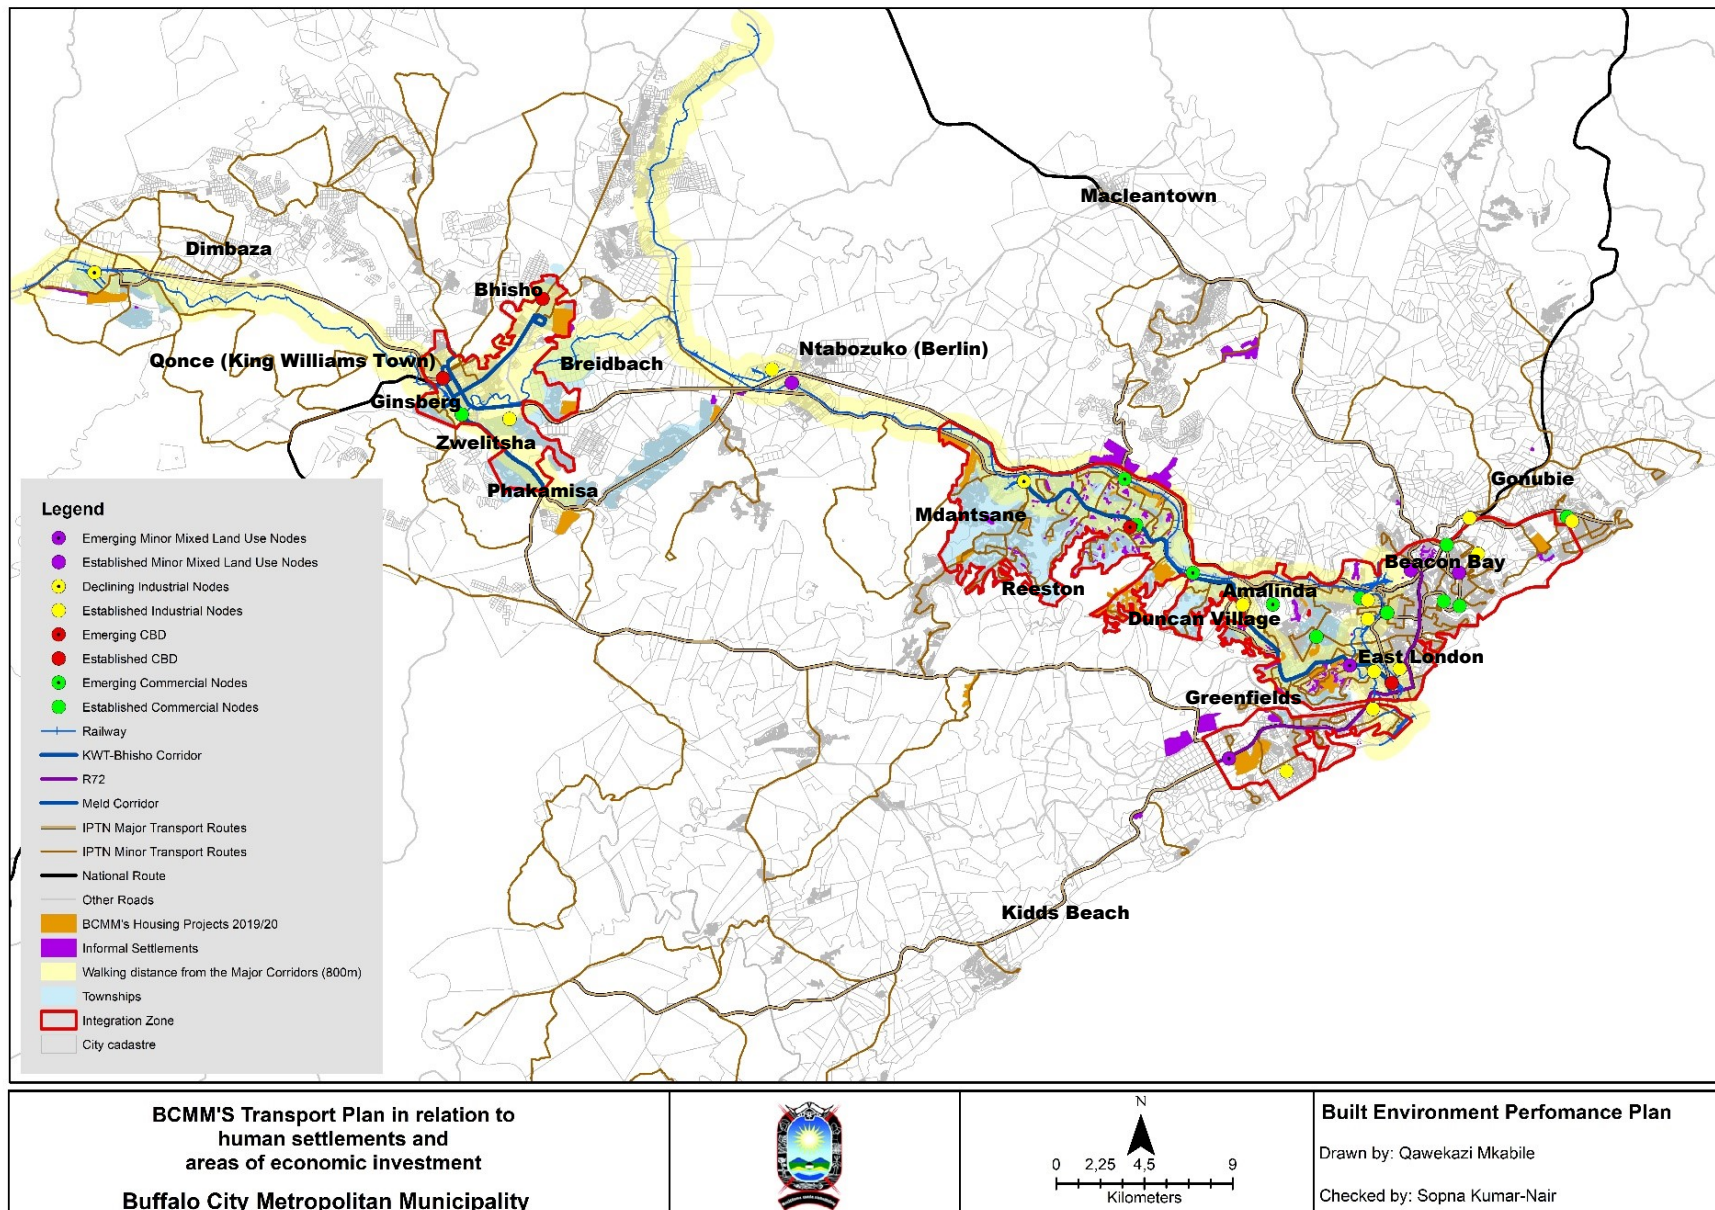 Macleantown
Dimbaza
Bhisho
Ntabozuko (Berlin)
Qonce (King Williams Town)
Breidbach
Ginsberg
Zwelitsha
Phakamisa
Gonubie
Mdantsane
Beacon Bay
Reeston
Amalinda
Duncan Village
East London
Greenfields
Kidds Beach
Legend
Emerging Minor Mixed Land Use Nodes
Established Minor Mixed Land Use Nodes
Declining Industrial Nodes
Established Industrial Nodes
Emerging CBD
Established CBD
Emerging Commercial Nodes
Established Commercial Nodes
Railway
KWT-Bhisho Corridor
R72
Meld Corridor
IPTN Major Transport Routes
IPTN Minor Transport Routes
National Route
Other Roads
BCMM's Housing Projects 2019/20
Informal Settlements
Walking distance from the Major Corridors (800m)
Townships
Integration Zone
City cadastre
BCMM'S Transport Plan in relation to
human settlements and
areas of economic investment
Buffalo City Metropolitan Municipality
N
0 2,25 4,5 9
Kilometers
Built Environment Perfomance Plan
Drawn by: Qawekazi Mkabile
Checked by: Sopna Kumar-Nair